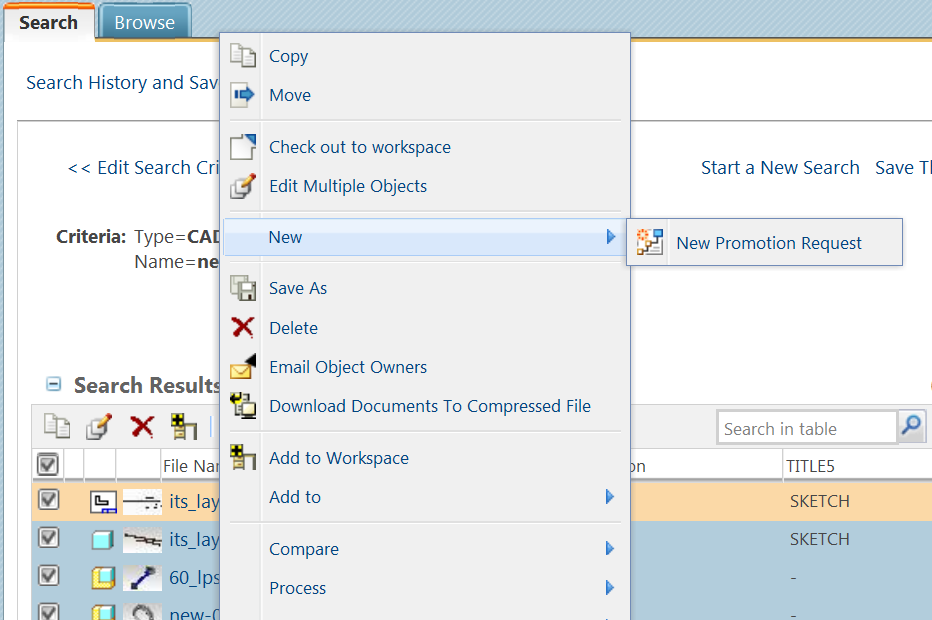 Search
Browse
Search History and Sav
<< Edit Search Cri
Start a New Search
Save T
Criteria: Type=CAD
Name=ne
Copy
Move
Check out to workspace
Edit Multiple Objects
New
New Promotion Request
Save As
Delete
Email Object Owners
Download Documents To Compressed File
Add to Workspace
Add to
Compare
Process
Search Results
Search in table
File Nar
on
TITLE5
its_lay
SKETCH
its_lay
SKETCH
60_lps
-
new-0
-